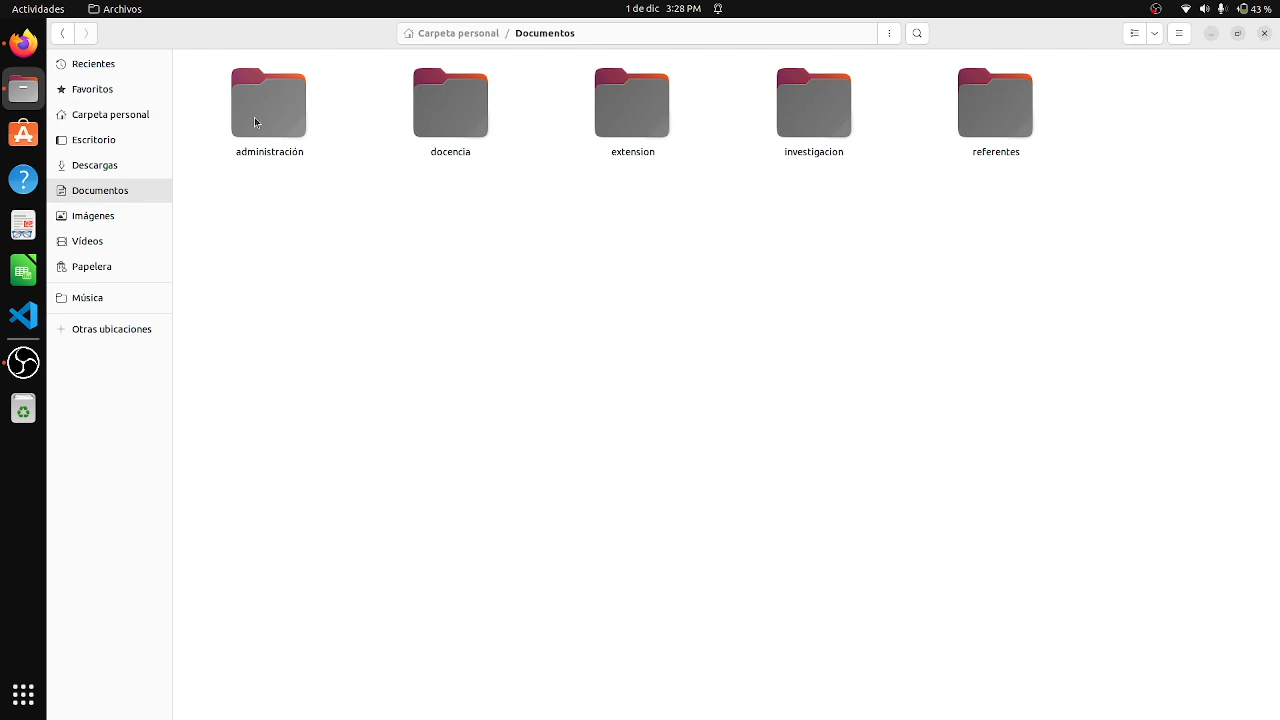 Actividades Archivos 1 de dic 3:28 PM 43 %
Carpeta personal / Documentos
Recientes
Favoritos
Carpeta personal
Escritorio
Descargas
Documentos
Imágenes
Vídeos
Papelera
Música
Otras ubicaciones
administración docencia extension investigacion referentes